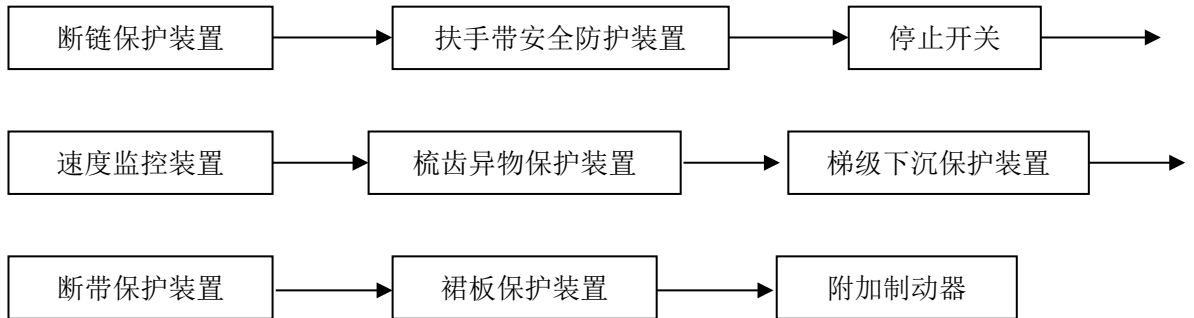 断链保护装置 扶手带安全防护装置 停止开关
速度监控装置 梳齿异物保护装置 梯级下沉保护装置
断带保护装置 裙板保护装置 附加制动器